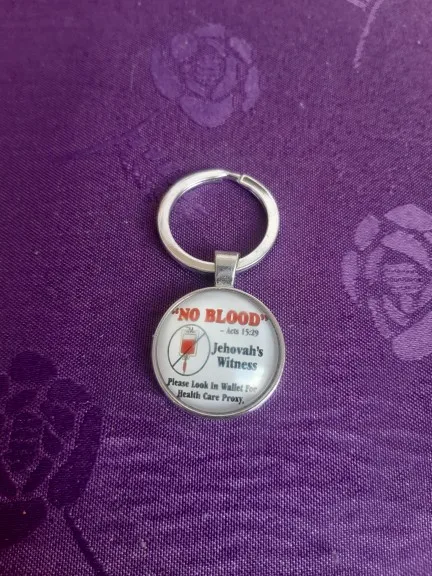 "NO BLOOD"
- Acts 15:29
Jehovah's
Witness
Please Look in Wallet For
Health Care Proxy,